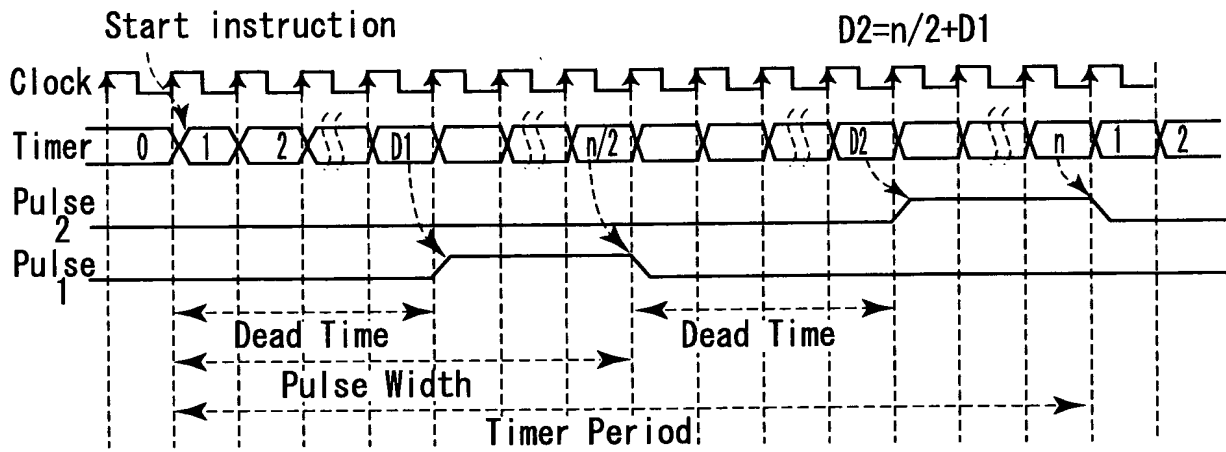 Start instruction
D2=n/2+D1
Clock
Timer 0 1 2 D1 n/2 D2 n 1 2
Pulse 2
Pulse 1
Dead Time
Dead Time
Pulse Width
Timer Period